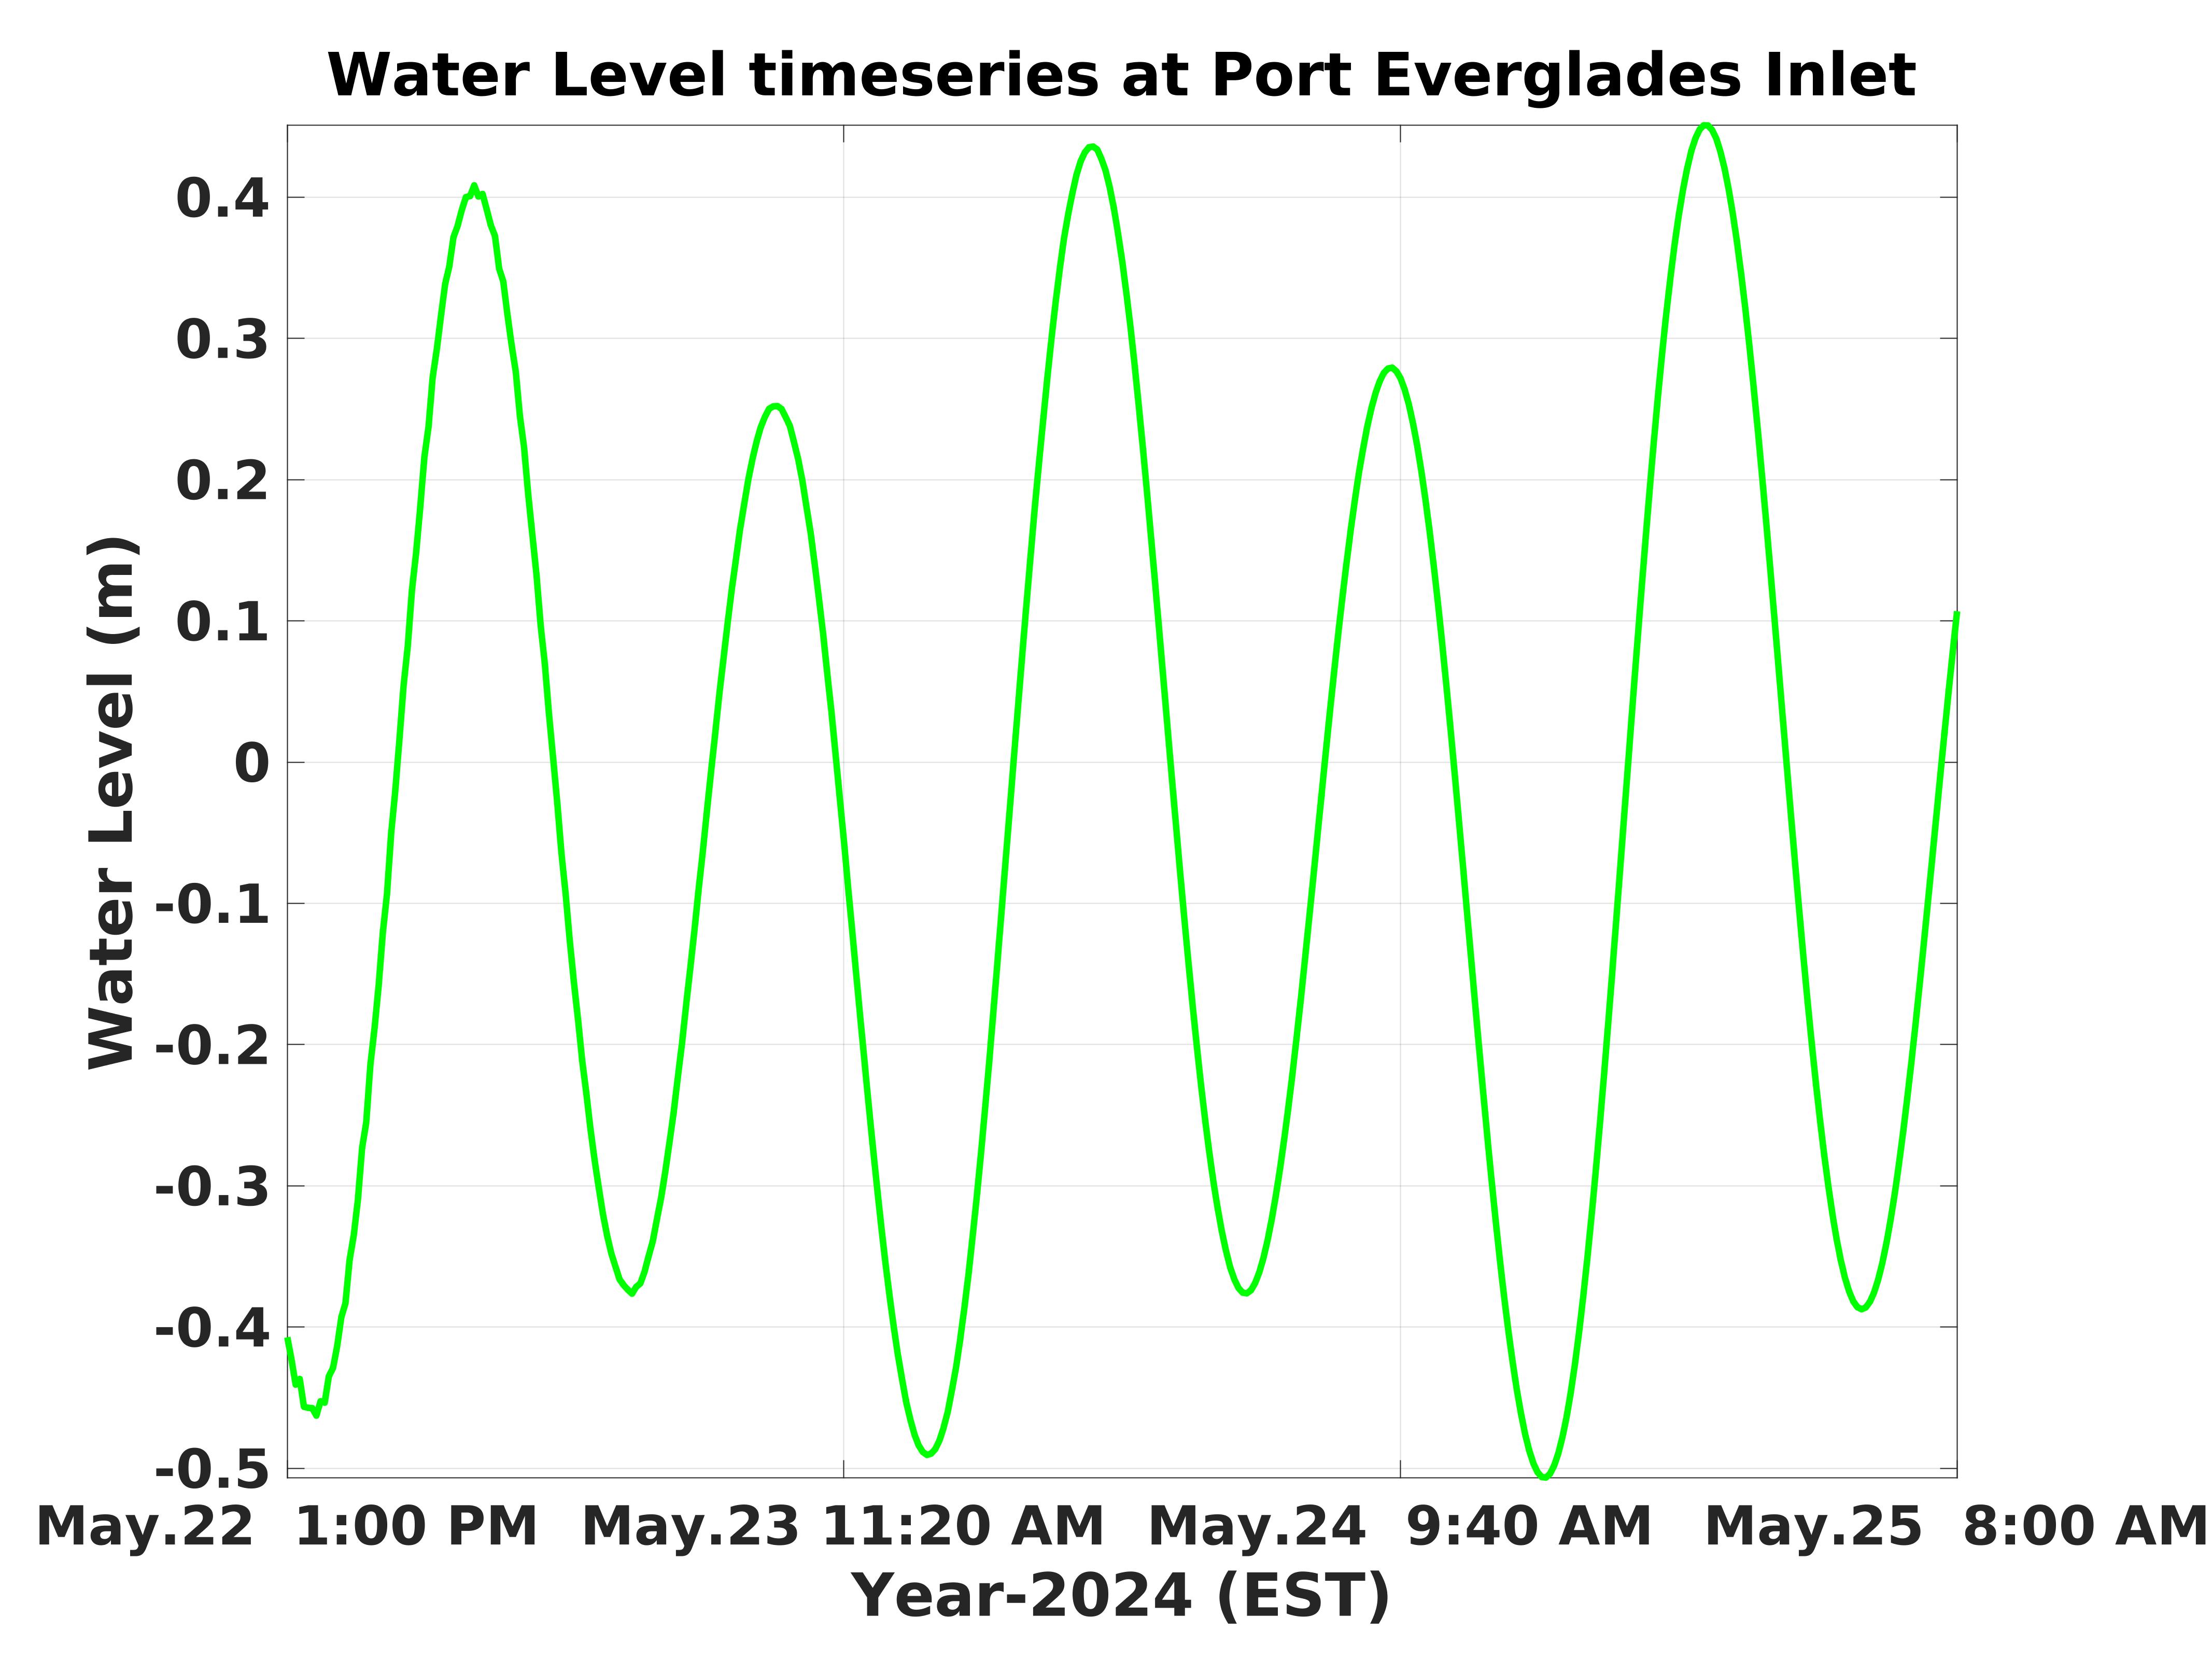 Water Level timeseries at Port Everglades Inlet
Water Level (m)
0.4
0.3
0.2
0.1
0
-0.1
-0.2
-0.3
-0.4
-0.5
May.22 1:00 PM May.23 11:20 AM May.24 9:40 AM May.25 8:00 AM
Year-2024 (EST)